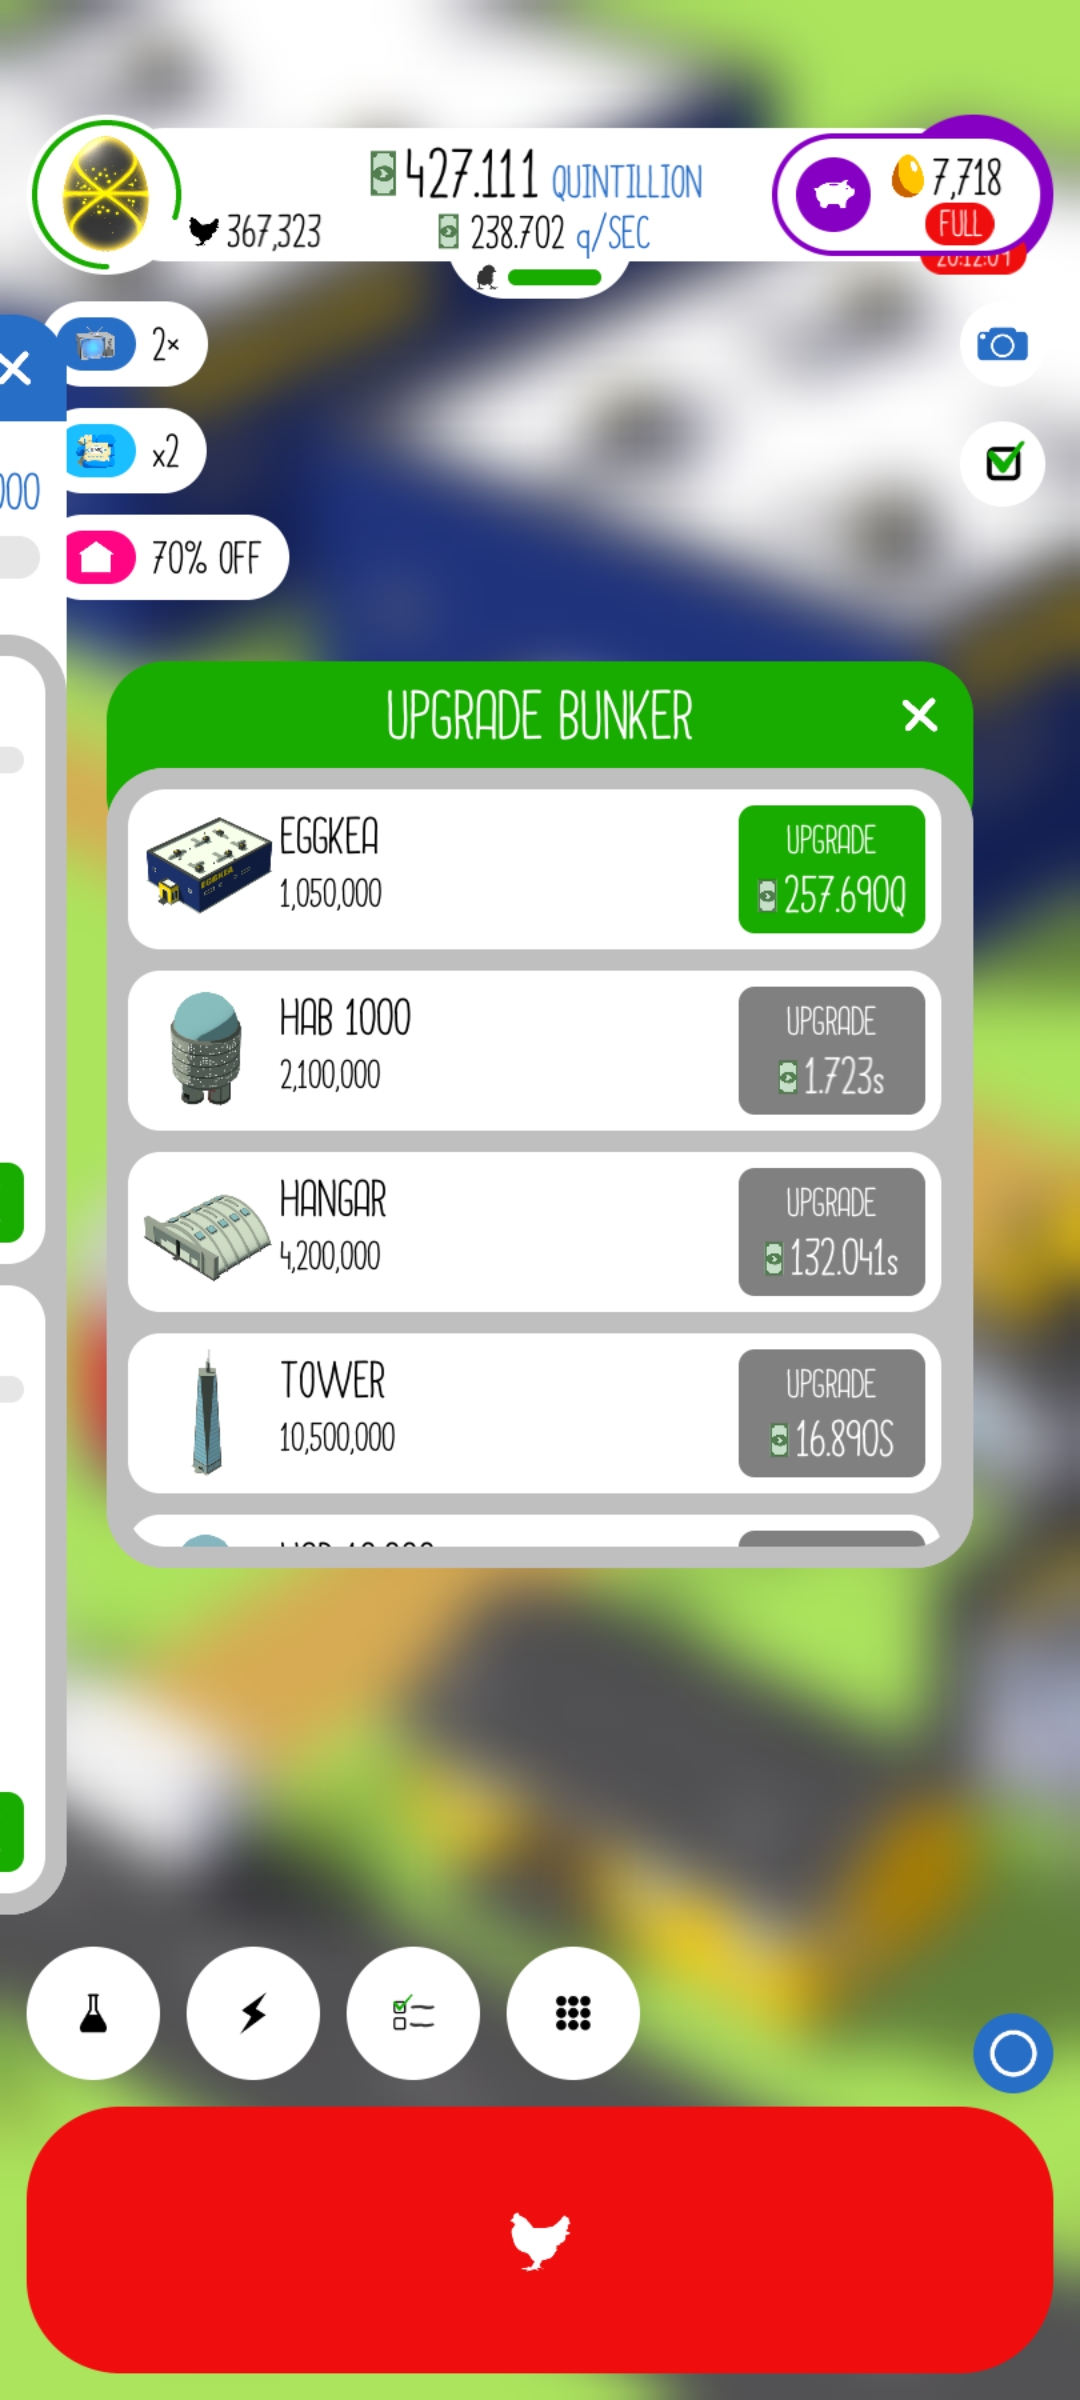 427.111 QUINTILLION
367,323
238.702 q/SEC
7,718
FULL
20:12:04
2×
x2
000
70% OFF
UPGRADE BUNKER
EGGKEA
1,050,000
UPGRADE
257.690Q
HAB 1000
2,100,000
UPGRADE
1.723s
HANGAR
4,200,000
UPGRADE
132.041s
TOWER
10,500,000
UPGRADE
16.890S